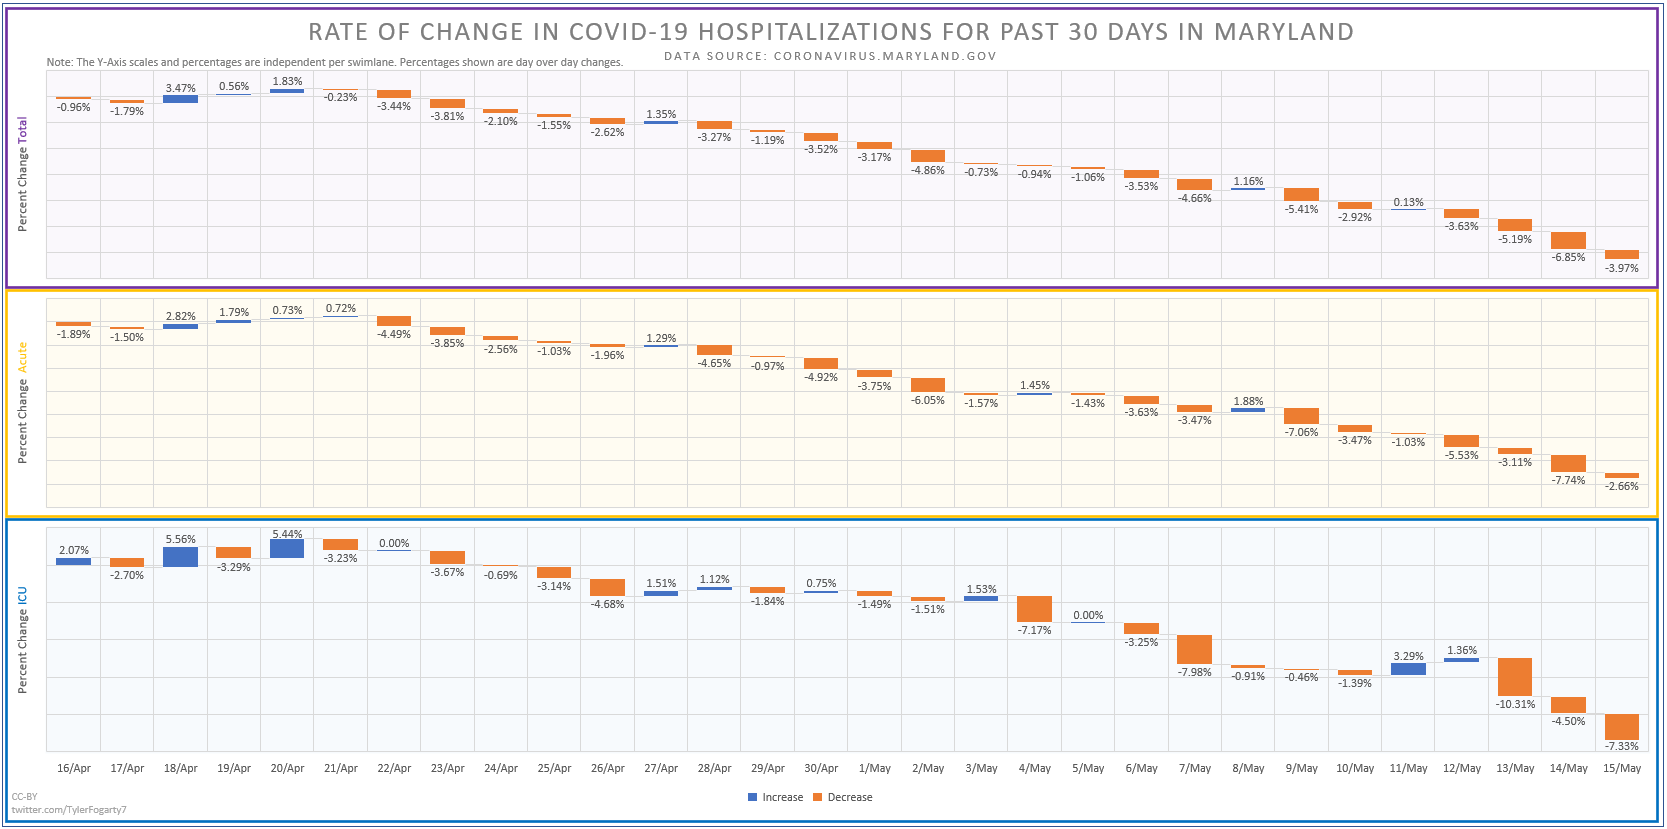 RATE OF CHANGE IN COVID-19 HOSPITALIZATIONS FOR PAST 30 DAYS IN MARYLAND
DATA SOURCE: CORONAVIRUS.MARYLAND.GOV
Note: The Y-Axis scales and percentages are independent per swimlane. Percentages shown are day over day changes.
Percent Change Total
-0.96% -1.79% 3.47% 0.56% 1.83% -0.23% -3.44% -3.81% -2.10% -1.55% -2.62% 1.35% -3.27% -1.19% -3.52% -3.17% -4.86% -0.73% -0.94% -1.06% -3.53% -4.66% 1.16% -5.41% -2.92% 0.13% -3.63% -5.19% -6.85% -3.97%
Percent Change Acute
-1.89% -1.50% 2.82% 1.79% 0.73% 0.72% -4.49% -3.85% -2.56% -1.03% -1.96% 1.29% -4.65% -0.97% -4.92% -3.75% -6.05% -1.57% 1.45% -1.43% -3.63% -3.47% 1.88% -7.06% -3.47% -1.03% -5.53% -3.11% -7.74% -2.66%
Percent Change ICU
2.07% -2.70% 5.56% -3.29% 5.44% -3.23% 0.00% -3.67% -0.69% -3.14% -4.68% 1.51% 1.12% -1.84% 0.75% -1.49% -1.51% 1.53% -7.17% 0.00% -3.25% -7.98% -0.91% -0.46% -1.39% 3.29% 1.36% -10.31% -4.50% -7.33%
16/Apr 17/Apr 18/Apr 19/Apr 20/Apr 21/Apr 22/Apr 23/Apr 24/Apr 25/Apr 26/Apr 27/Apr 28/Apr 29/Apr 30/Apr 1/May 2/May 3/May 4/May 5/May 6/May 7/May 8/May 9/May 10/May 11/May 12/May 13/May 14/May 15/May
Increase Decrease
CC-BY
twitter.com/TylerFogarty7